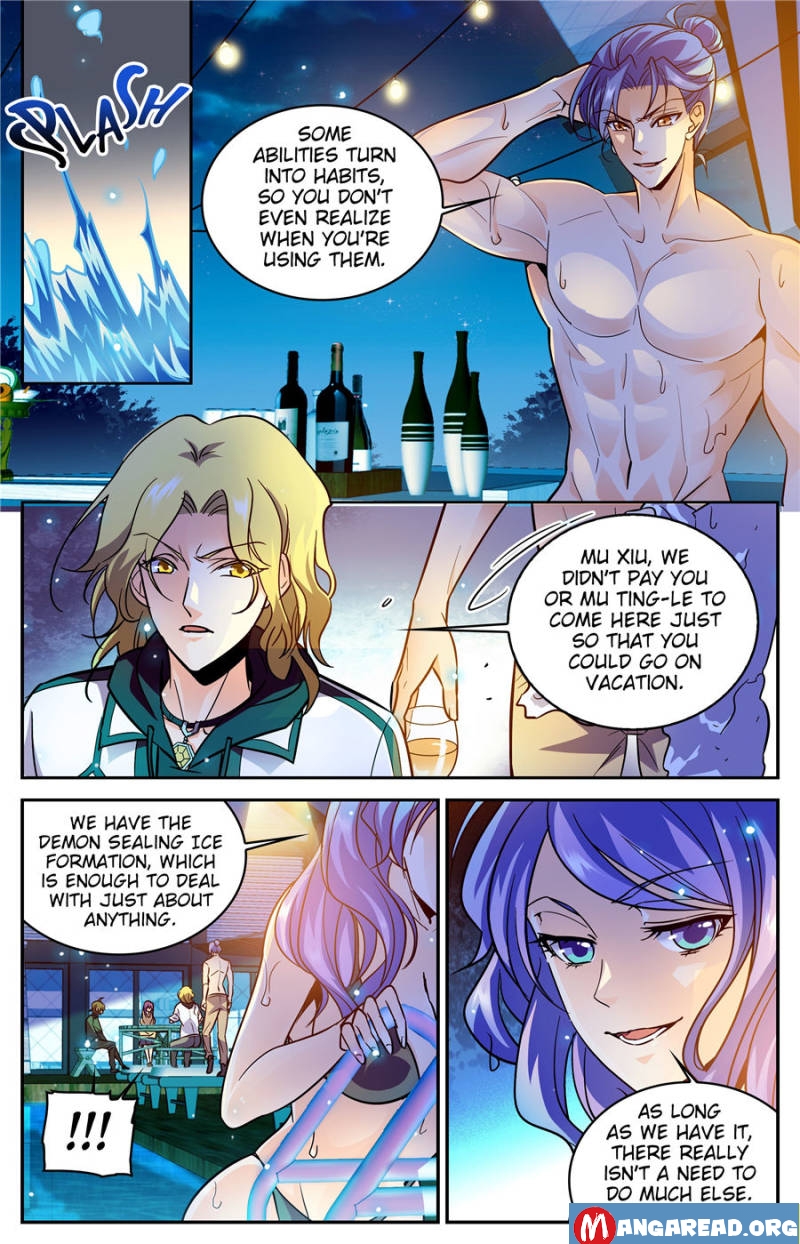 SPLASH
SOME
ABILITIES TURN
INTO HABITS,
SO YOU DON'T
EVEN REALIZE
WHEN YOU'RE
USING THEM.
MU XIU, WE
DIDN'T PAY YOU
OR MU TING-LE TO
COME HERE JUST
SO THAT YOU
COULD GO ON
VACATION.
WE HAVE THE
DEMON SEALING ICE
FORMATION, WHICH
IS ENOUGH TO DEAL
WITH JUST ABOUT
ANYTHING.
!!!
AS LONG
AS WE HAVE IT,
THERE REALLY
ISN'T A NEED TO
DO MUCH ELSE.
MANGAREAD.ORG